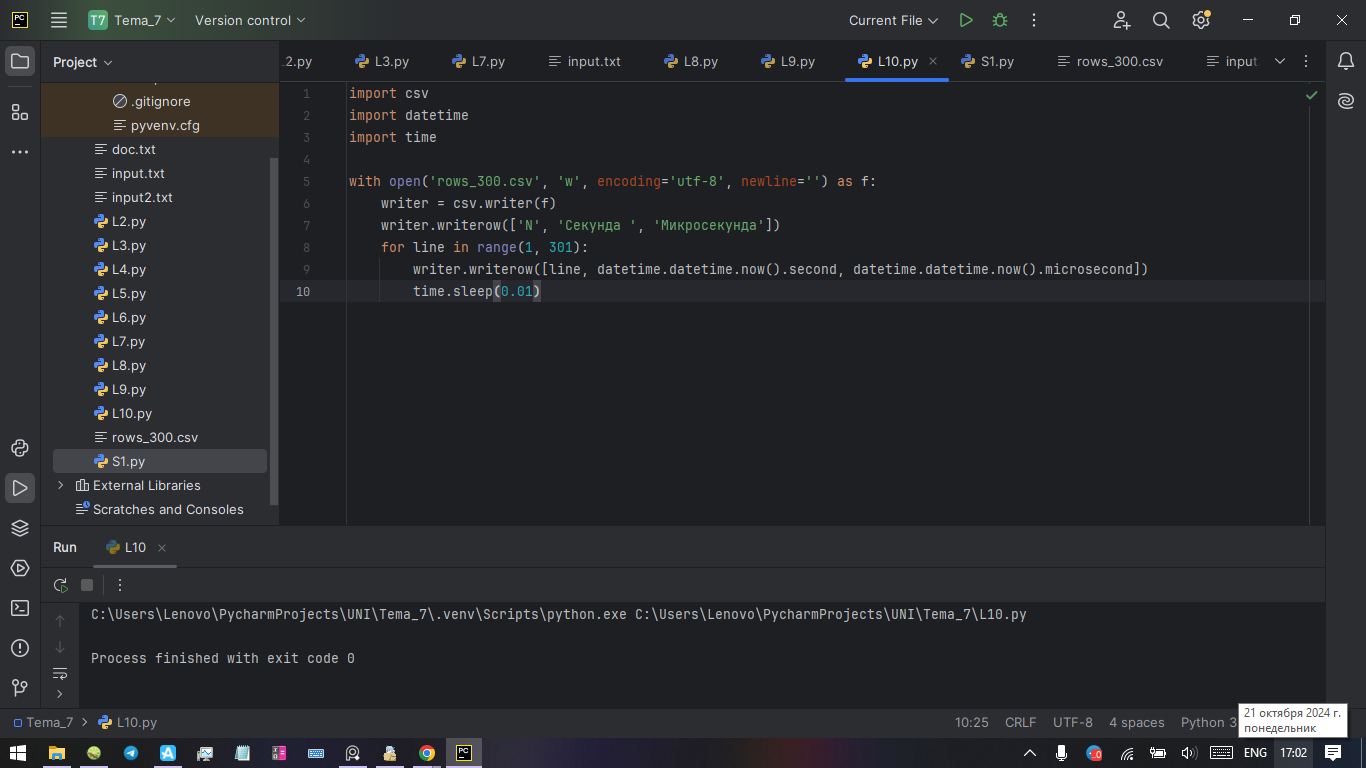 PC T7 Tema_7 Version control Current File
Project
.2.py L3.py L7.py input.txt L8.py L9.py L10.py S1.py rows_300.csv input
.gitignore
pyvenv.cfg
doc.txt
input.txt
input2.txt
L2.py
L3.py
L4.py
L5.py
L6.py
L7.py
L8.py
L9.py
L10.py
rows_300.csv
S1.py
External Libraries
Scratches and Consoles
1 import csv
2 import datetime
3 import time
4
5 with open('rows_300.csv', 'w', encoding='utf-8', newline='') as f:
6 writer = csv.writer(f)
7 writer.writerow(['N', 'Секунда ', 'Микросекунда'])
8 for line in range(1, 301):
9 writer.writerow([line, datetime.datetime.now().second, datetime.datetime.now().microsecond])
10 time.sleep(0.01)
Run L10
C:\Users\Lenovo\PycharmProjects\UNI\Tema_7\.venv\Scripts\python.exe C:\Users\Lenovo\PycharmProjects\UNI\Tema_7\L10.py
Process finished with exit code 0
Tema_7 L10.py 10:25 CRLF UTF-8 4 spaces Python 3
21 октября 2024 г.
понедельник
PC ENG 17:02